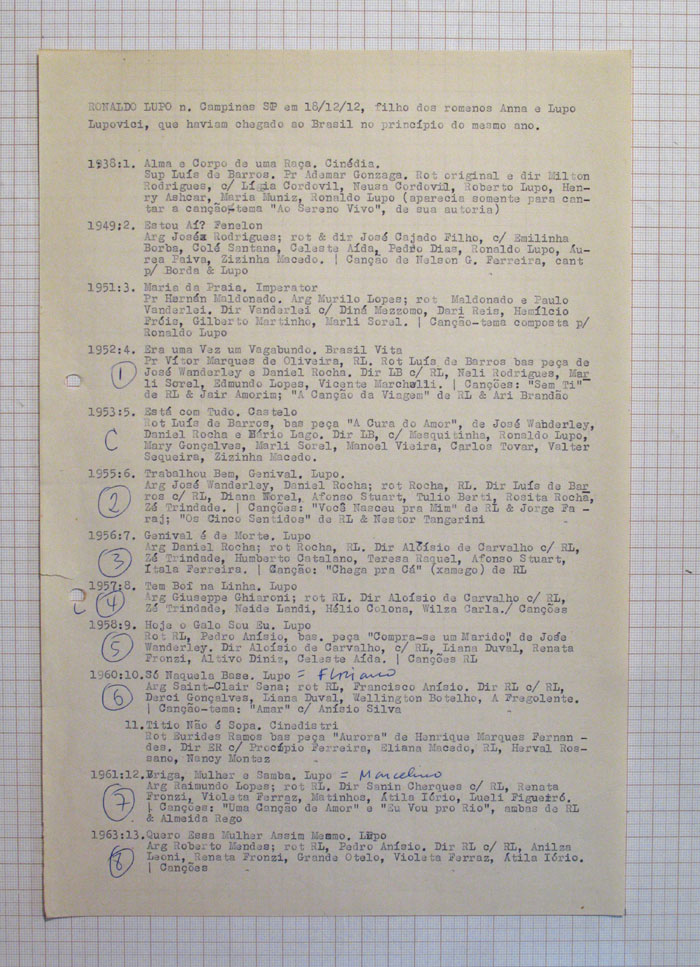 RONALDO LUPO n. Campinas SP em 18/12/12, filho dos romenos Anna e Lupo
Lupovici, que haviam chegado ao Brasil no princípio do mesmo ano.
1938:1. Alma e Corpo de uma Raça. Cinédia.
Sup Luís de Barros. Pr Ademar Gonzaga. Rot original e dir Milton
Rodrigues, c/ Lígia Cordovil, Neusa Cordovil, Roberto Lupo, Hen-
ry Ashcar, Maria Muniz, Ronaldo Lupo (aparecia somente para can-
tar a canção-tema "Ao Sereno Vivo", de sua autoria)
1949:2. Estou Aí? Fenelon
Arg José Rodrigues; rot & dir José Cajado Filho, c/ Emilinha
Borba, Colé Santana, Celeste Aída, Pedro Dias, Ronaldo Lupo, Áu-
rea Paiva, Zizinha Macedo. | Canção de Nelson G. Ferreira, cant
p/ Borda & Lupo
1951:3. Maria da Praia. Imperator
Pr Hernán Maldonado. Arg Murilo Lopes; rot Maldonado e Paulo
Vanderlei. Dir Vanderlei c/ Diná Mezzomo, Dari Reis, Hemílcio
Fróis, Gilberto Martinho, Marli Sorel. | Canção-tema composta p/
Ronaldo Lupo
1952:4. Era uma Vez um Vagabundo. Brasil Vita
1 Pr Vítor Marques de Oliveira, RL. Rot Luís de Barros bas peça de
José Wanderley e Daniel Rocha. Dir LB c/ RL, Neli Rodrigues, Mar
li Sorel, Edmundo Lopes, Vicente Marchelli. | Canções: "Sem Ti"
de RL & Jair Amorim; "A Canção da Viagem" de RL & Ari Brandão
1953:5. Está com Tudo. Castelo
C Rot Luís de Barros, bas peça "A Cura do Amor", de José Wanderley,
Daniel Rocha e Mário Lago. Dir LB, c/ Mesquitinha, Ronaldo Lupo,
Mary Gonçalves, Marli Sorel, Manoel Vieira, Carlos Tovar, Valter
Sequeira, Zizinha Macedo.
1955:6. Trabalhou Bem, Genival. Lupo.
2 Arg José Wanderley, Daniel Rocha; rot Rocha, RL. Dir Luís de Bar
ros c/ RL, Diana Morel, Afonso Stuart, Tulio Berti, Rosita Rocha,
Zé Trindade. | Canções: "Você Nasceu pra Mim" de RL & Jorge Fa-
raj; "Os Cinco Sentidos" de RL & Nestor Tangerini
1956:7. Genival é de Morte. Lupo
3 Arg Daniel Rocha; rot Rocha, RL. Dir Aloísio de Carvalho c/ RL,
Zé Trindade, Humberto Catalano, Teresa Raquel, Afonso Stuart,
Ítala Ferreira. | Canção: "Chega pra Cá" (xamego) de RL
1957:8. Tem Boi na Linha. Lupo
4 Arg Giuseppe Ghiaroni; rot RL. Dir Aloísio de Carvalho c/ RL,
Zé Trindade, Neide Landi, Hélio Colona, Wilza Carla./ Canções
1958:9. Hoje o Galo Sou Eu. Lupo
5 Rot RL, Pedro Anísio, bas. peça "Compra-se um Marido," de José
Wanderley. Dir Aloísio de Carvalho, c/ RL, Liana Duval, Renata
Fronzi, Altivo Diniz, Celeste Aída. | Canções RL
1960:10.Só Naquela Base. Lupo = Floriano
6 Arg Saint-Clair Sena; rot RL, Francisco Anísio. Dir RL c/ RL,
Derci Gonçalves, Liana Duval, Wellington Botelho, A Fregolente.
| Canção-tema: "Amar" c/ Anísio Silva
11.Titio Não é Sopa. Cinedistri
Rot Eurides Ramos bas peça "Aurora" de Henrique Marques Fernan -
des. Dir ER c/ Procópio Ferreira, Eliana Macedo, RL, Herval Ros-
sano, Nancy Montez
1961:12.Briga, Mulher e Samba. Lupo = Marcelino
7 Arg Raimundo Lopes; rot RL. Dir Sanin Cherques c/ RL, Renata
Fronzi, Violeta Ferraz, Matinhos, Átila Iório, Lueli Figueiró.
| Canções: "Uma Canção de Amor" e "Eu Vou pro Rio", ambas de RL
& Almeida Rego
1963:13.Quero Essa Mulher Assim Mesmo. Lupo
8 Arg Roberto Mendes; rot RL, Pedro Anísio. Dir RL c/ RL, Anilza
Leoni, Renata Fronzi, Grande Otelo, Violeta Ferraz, Átila Iório.
| Canções